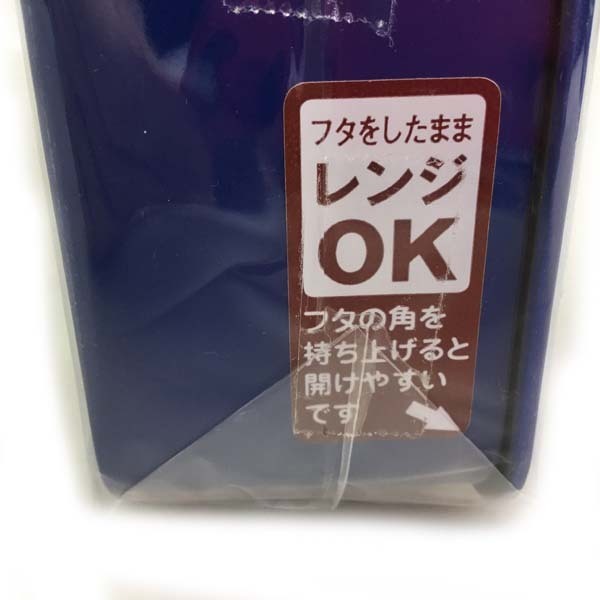 フタをしたまま
レンジ
OK
フタの角を
持ち上げると
開けやすい
です